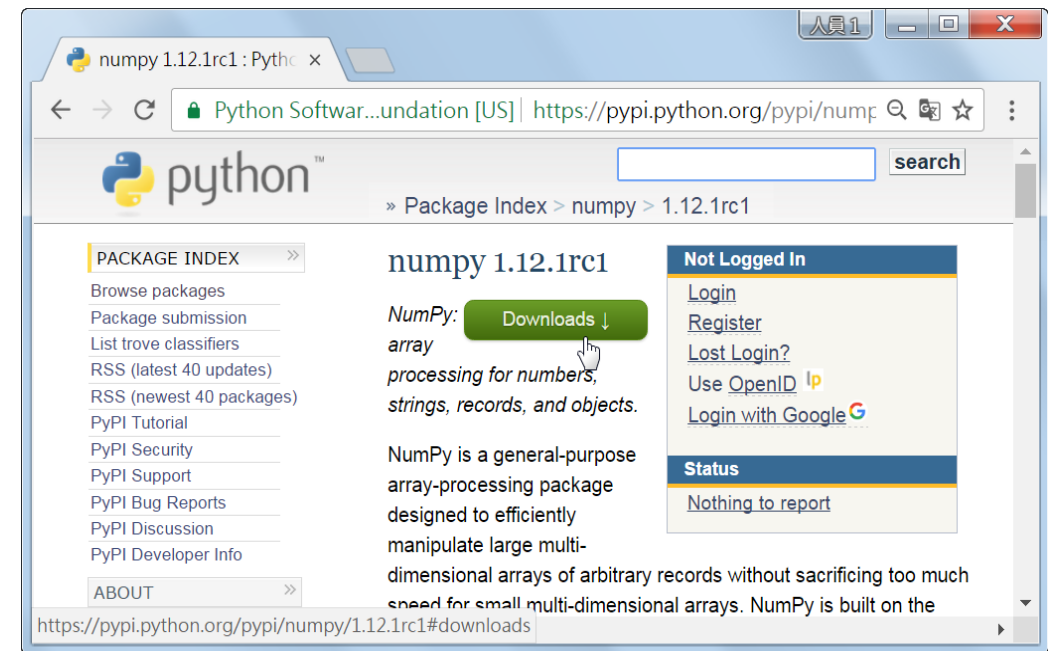 人員1
numpy 1.12.1rc1 : Pytho
Python Softwar...undation [US] https://pypi.python.org/pypi/nump
python™
search
» Package Index > numpy > 1.12.1rc1
PACKAGE INDEX »
Browse packages
Package submission
List trove classifiers
RSS (latest 40 updates)
RSS (newest 40 packages)
PyPI Tutorial
PyPI Security
PyPI Support
PyPI Bug Reports
PyPI Discussion
PyPI Developer Info
ABOUT »
numpy 1.12.1rc1
Downloads ↓
NumPy:
array
processing for numbers,
strings, records, and objects.
NumPy is a general-purpose
array-processing package
designed to efficiently
manipulate large multi-
dimensional arrays of arbitrary records without sacrificing too much
speed for small multi-dimensional arrays. NumPy is built on the
Not Logged In
Login
Register
Lost Login?
Use OpenID lp
Login with Google G
Status
Nothing to report
https://pypi.python.org/pypi/numpy/1.12.1rc1#downloads